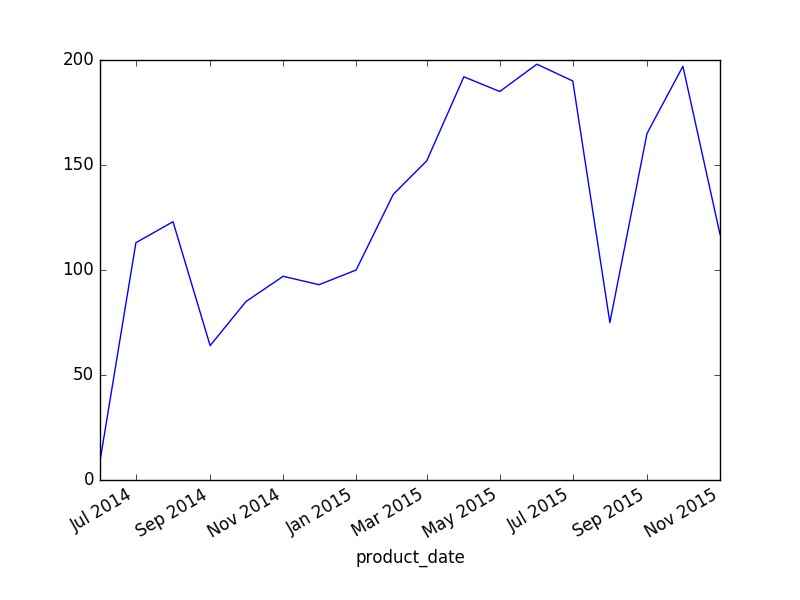 200
150
100
50
0
Jul 2014
Sep 2014
Nov 2014
Jan 2015
Mar 2015
May 2015
Jul 2015
Sep 2015
Nov 2015
product_date